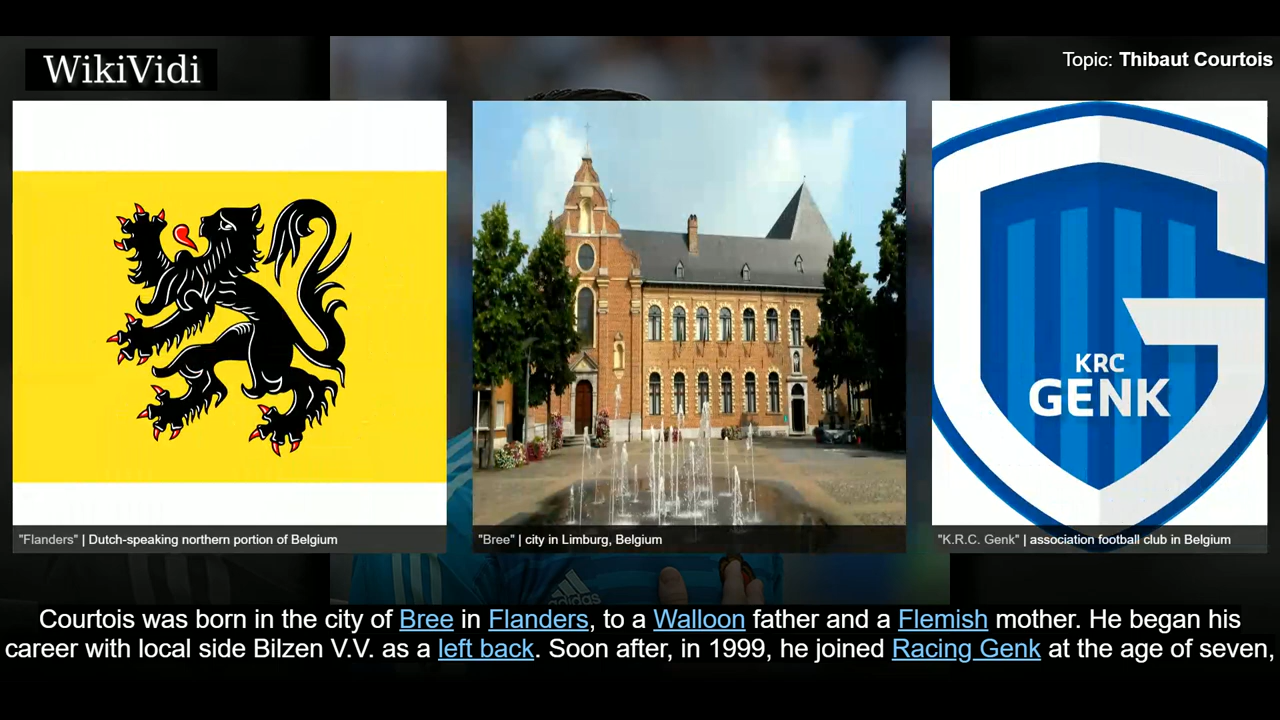 WikiVidi
Topic: Thibaut Courtois
KRC
GENK
"Flanders" | Dutch-speaking northern portion of Belgium
"Bree" | city in Limburg, Belgium
"K.R.C. Genk" | association football club in Belgium
adidas
Courtois was born in the city of Bree in Flanders, to a Walloon father and a Flemish mother. He began his
career with local side Bilzen V.V. as a left back. Soon after, in 1999, he joined Racing Genk at the age of seven,